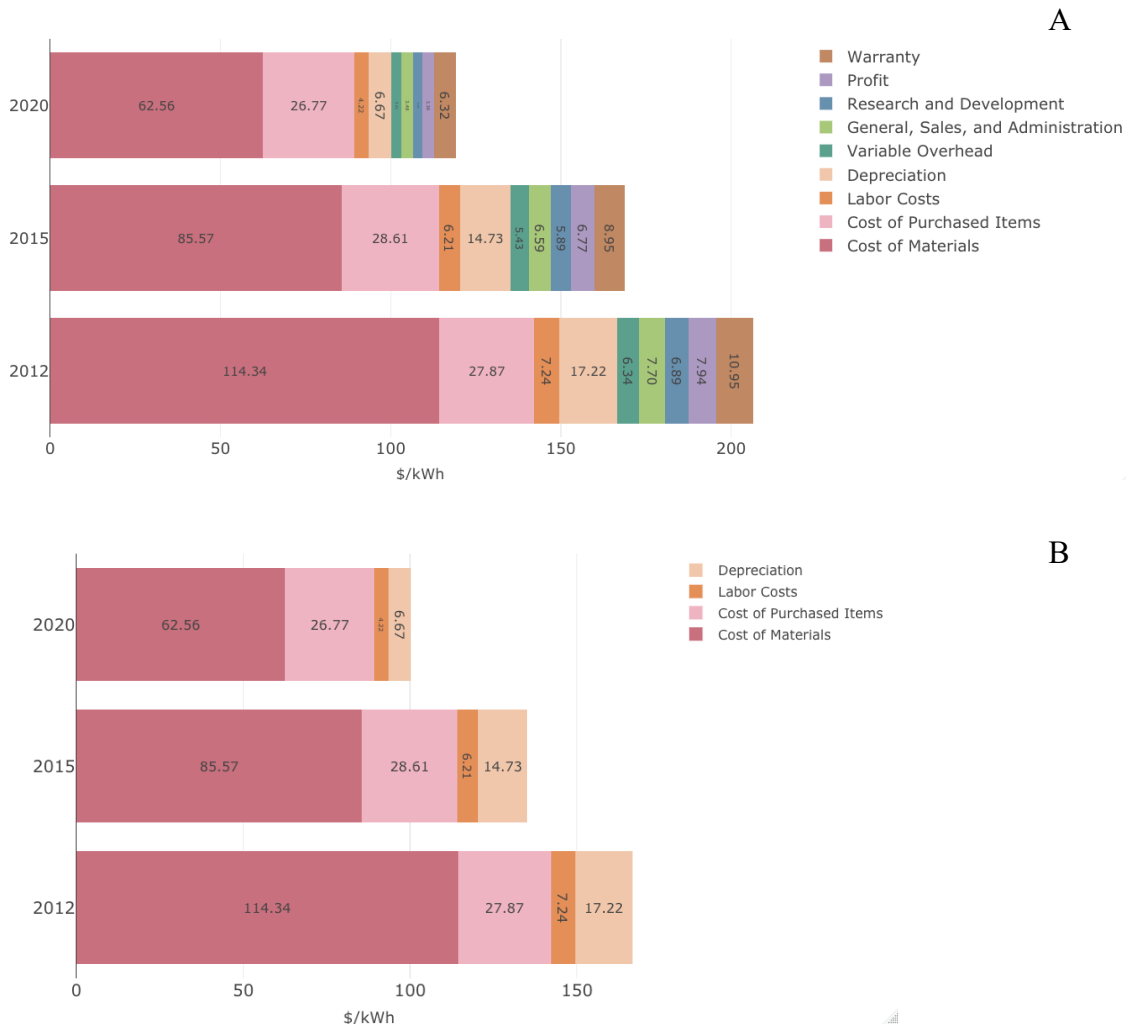 A
Warranty
Profit
Research and Development
General, Sales, and Administration
Variable Overhead
Depreciation
Labor Costs
Cost of Purchased Items
Cost of Materials
2020
62.56
26.77
4.22
6.67
6.32
2015
85.57
28.61
6.21
14.73
5.43
6.59
5.89
6.77
8.95
2012
114.34
27.87
7.24
17.22
6.34
7.70
6.89
7.94
10.95
0
50
100
150
200
$/kWh
B
Depreciation
Labor Costs
Cost of Purchased Items
Cost of Materials
2020
62.56
26.77
4.22
6.67
2015
85.57
28.61
6.21
14.73
2012
114.34
27.87
7.24
17.22
0
50
100
150
$/kWh